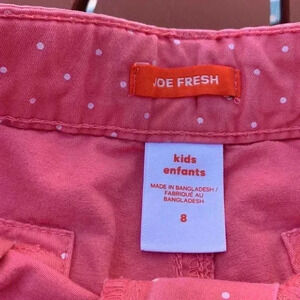 JOE FRESH
kids
enfants
MADE IN BANGLADESH /
FABRIQUÉ AU
BANGLADESH
8